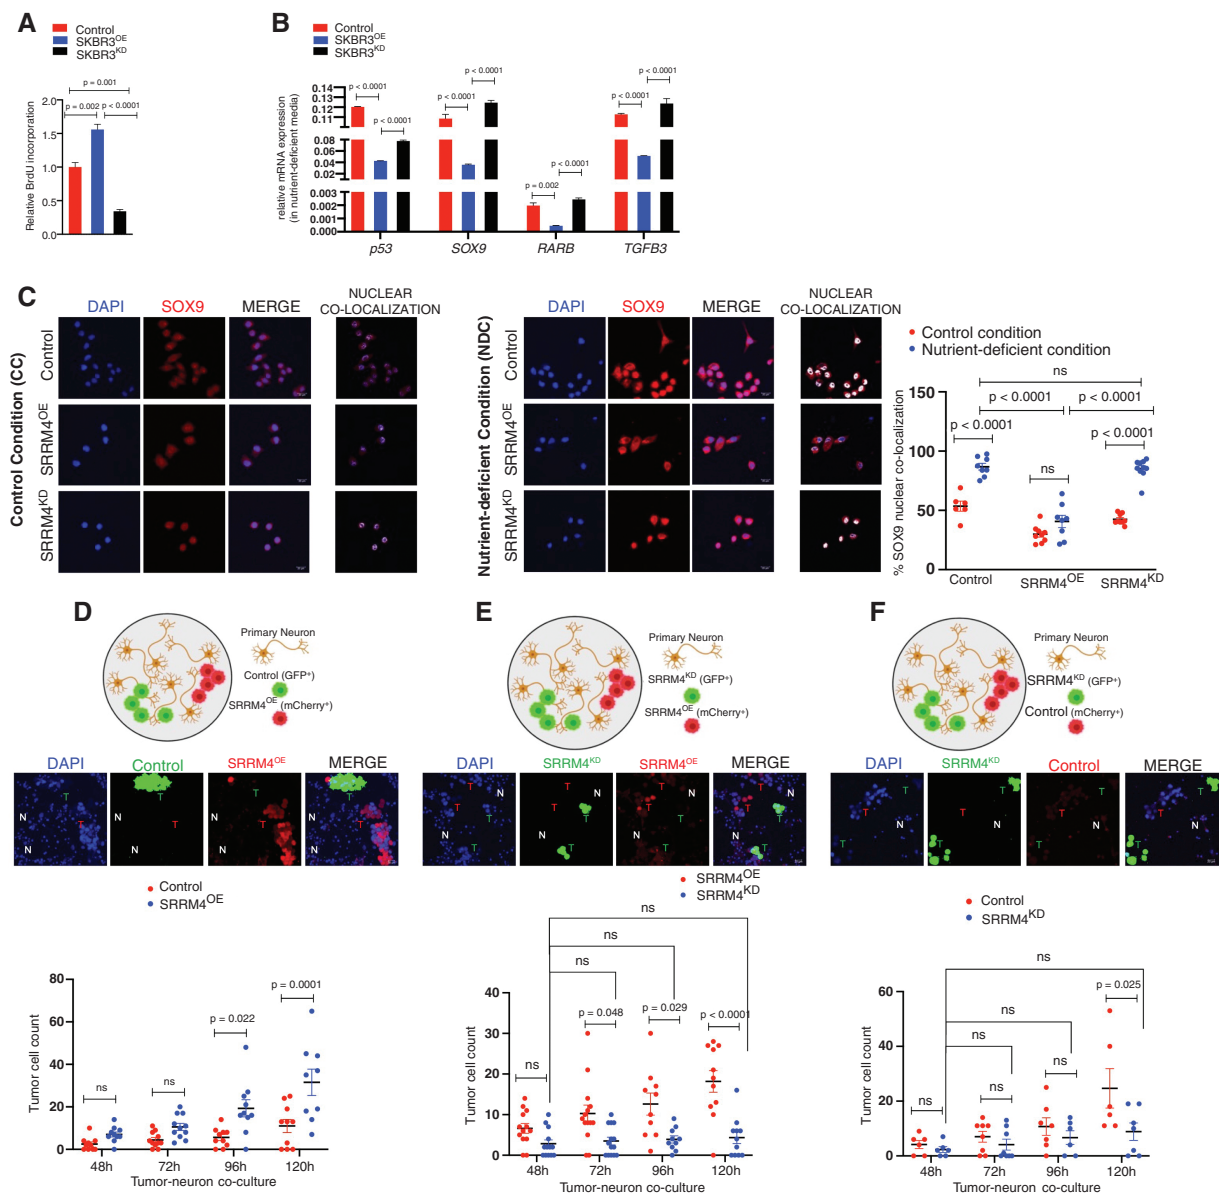 A
Control
SKBR3OE
SKBR3KD
p = 0.001
p = 0.002
p < 0.0001
Relative BrdU incorporation
2.0
1.5
1.0
0.5
0.0
B
Control
SKBR3OE
SKBR3KD
relative mRNA expression
(in nutrient-deficient media)
0.14
0.13
0.12
0.11
0.08
0.06
0.04
0.02
0.003
0.002
0.001
0.000
p < 0.0001
p < 0.0001
p < 0.0001
p < 0.0001
p = 0.002
p < 0.0001
p < 0.0001
p < 0.0001
p53
SOX9
RARB
TGFB3
C
Control Condition (CC)
DAPI
SOX9
MERGE
NUCLEAR
CO-LOCALIZATION
Control
SRRM4OE
SRRM4KD
Nutrient-deficient Condition (NDC)
DAPI
SOX9
MERGE
NUCLEAR
CO-LOCALIZATION
Control
SRRM4OE
SRRM4KD
Control condition
Nutrient-deficient condition
% SOX9 nuclear co-localization
150
100
50
0
ns
p < 0.0001
p < 0.0001
p < 0.0001
p < 0.0001
ns
Control
SRRM4OE
SRRM4KD
D
Primary Neuron
Control (GFP+)
SRRM4OE (mCherry+)
DAPI
Control
SRRM4OE
MERGE
N
N
T
T
N
N
T
T
N
N
T
T
N
N
T
T
Control
SRRM4OE
Tumor cell count
80
60
40
20
0
ns
ns
p = 0.022
p = 0.0001
48h
72h
96h
120h
Tumor-neuron co-culture
E
Primary Neuron
SRRM4KD (GFP+)
SRRM4OE (mCherry+)
DAPI
SRRM4KD
SRRM4OE
MERGE
N
T
T
N
T
N
T
T
N
T
N
T
T
N
T
N
T
T
N
T
SRRM4OE
SRRM4KD
ns
ns
ns
Tumor cell count
40
30
20
10
0
ns
p = 0.048
p = 0.029
p < 0.0001
48h
72h
96h
120h
Tumor-neuron co-culture
F
Primary Neuron
SRRM4KD (GFP+)
Control (mCherry+)
DAPI
SRRM4KD
Control
MERGE
T
T
N
T
T
T
N
T
T
T
N
T
T
T
N
T
Control
SRRM4KD
ns
ns
ns
Tumor cell count
60
40
20
0
ns
ns
ns
p = 0.025
48h
72h
96h
120h
Tumor-neuron co-culture